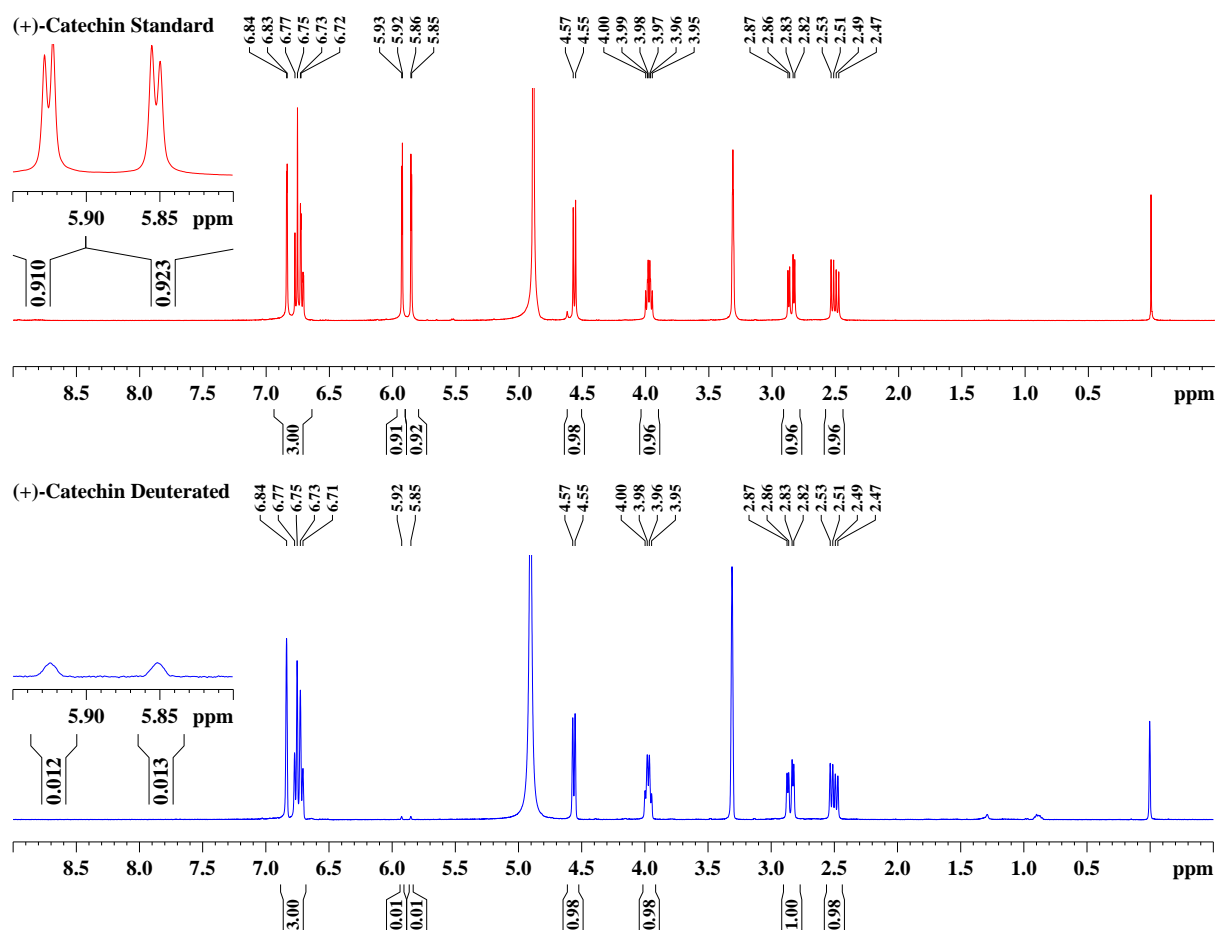 (+)-Catechin Standard
6.84 6.83 6.77 6.75 6.73 6.72 5.93 5.92 5.86 5.85 4.57 4.55 4.00 3.99 3.98 3.97 3.96 3.95 2.87 2.86 2.83 2.82 2.53 2.51 2.49 2.47
5.90 5.85 ppm
0.910 0.923
8.5 8.0 7.5 7.0 6.5 6.0 5.5 5.0 4.5 4.0 3.5 3.0 2.5 2.0 1.5 1.0 0.5 ppm
3.00 0.91 0.92 0.98 0.96 0.96 0.96
(+)-Catechin Deuterated
6.84 6.77 6.75 6.73 6.71 5.92 5.85 4.57 4.55 4.00 3.98 3.96 3.95 2.87 2.86 2.83 2.82 2.53 2.51 2.49 2.47
5.90 5.85 ppm
0.012 0.013
8.5 8.0 7.5 7.0 6.5 6.0 5.5 5.0 4.5 4.0 3.5 3.0 2.5 2.0 1.5 1.0 0.5 ppm
3.00 0.01 0.01 0.98 0.98 1.00 0.98